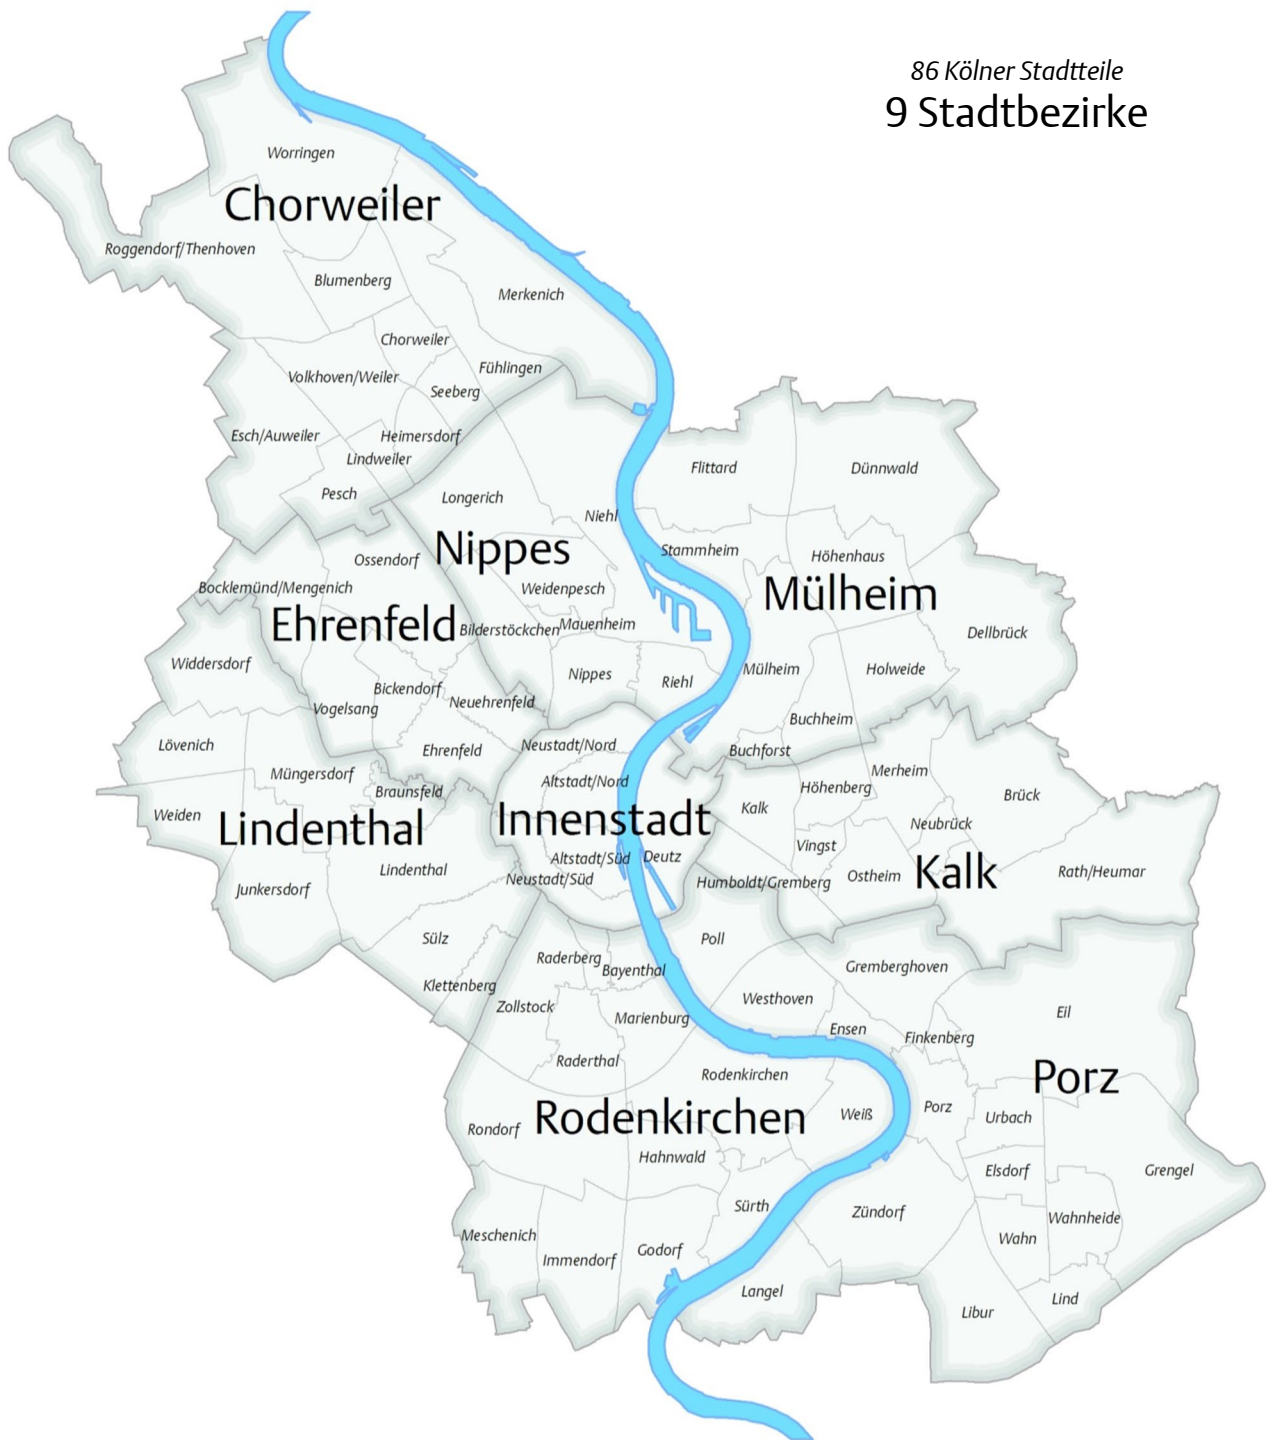 86 Kölner Stadtteile
9 Stadtbezirke
Worringen
Chorweiler
Roggendorf/Thenhoven
Blumenberg
Merkenich
Chorweiler
Fühlingen
Volkhoven/Weiler
Seeberg
Esch/Auweiler
Heimersdorf
Lindweiler
Pesch
Flittard
Dünnwald
Longerich
Niehl
Nippes
Stammheim
Höhenhaus
Ossendorf
Bocklemünd/Mengenich
Weidenpesch
Mülheim
Ehrenfeld
Bilderstöckchen
Mauenheim
Dellbrück
Widdersdorf
Nippes
Riehl
Mülheim
Holweide
Bickendorf
Vogelsang
Neuehrenfeld
Buchheim
Lövenich
Ehrenfeld
Neustadt/Nord
Buchforst
Müngersdorf
Braunsfeld
Altstadt/Nord
Merheim
Höhenberg
Brück
Weiden
Lindenthal
Innenstadt
Kalk
Neubrück
Vingst
Lindenthal
Altstadt/Süd
Deutz
Kalk
Rath/Heumar
Junkersdorf
Neustadt/Süd
Humboldt/Gremberg
Ostheim
Sülz
Poll
Raderberg
Bayenthal
Gremberghoven
Klettenberg
Zollstock
Westhoven
Marienburg
Ensen
Finkenberg
Eil
Raderthal
Rodenkirchen
Porz
Rondorf
Rodenkirchen
Weiß
Porz
Urbach
Hahnwald
Elsdorf
Grengel
Sürth
Zündorf
Wahnheide
Meschenich
Immendorf
Godorf
Wahn
Langel
Libur
Lind